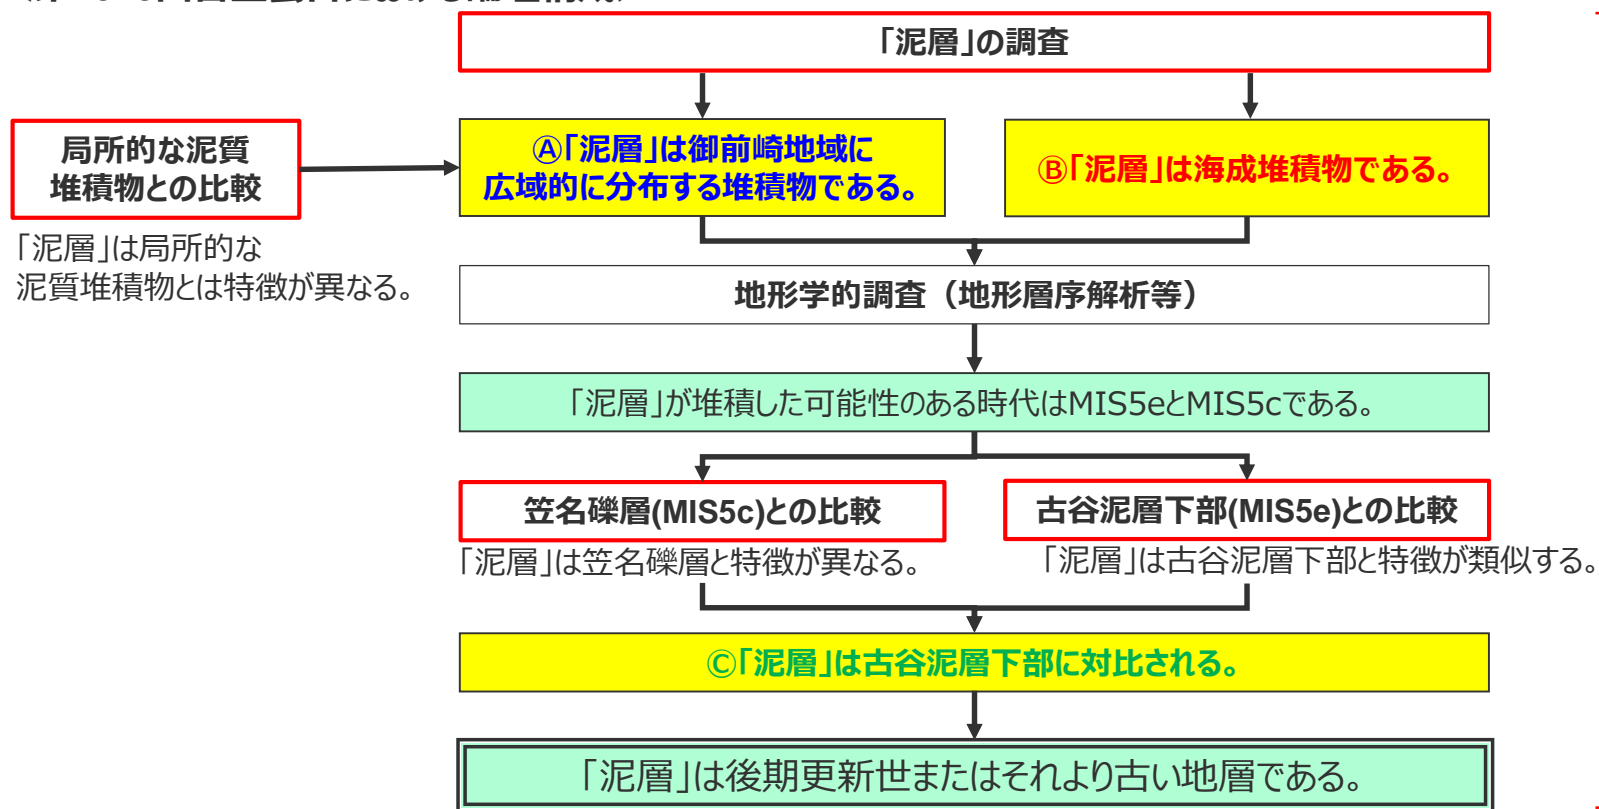 「泥層」の調査
局所的な泥質
堆積物との比較
「泥層」は局所的な
泥質堆積物とは特徴が異なる。
Ⓐ「泥層」は御前崎地域に
広域的に分布する堆積物である。
Ⓑ「泥層」は海成堆積物である。
地形学的調査（地形層序解析等）
「泥層」が堆積した可能性のある時代はMIS5eとMIS5cである。
笠名礫層(MIS5c)との比較
「泥層」は笠名礫層と特徴が異なる。
古谷泥層下部(MIS5e)との比較
「泥層」は古谷泥層下部と特徴が類似する。
Ⓒ「泥層」は古谷泥層下部に対比される。
「泥層」は後期更新世またはそれより古い地層である。